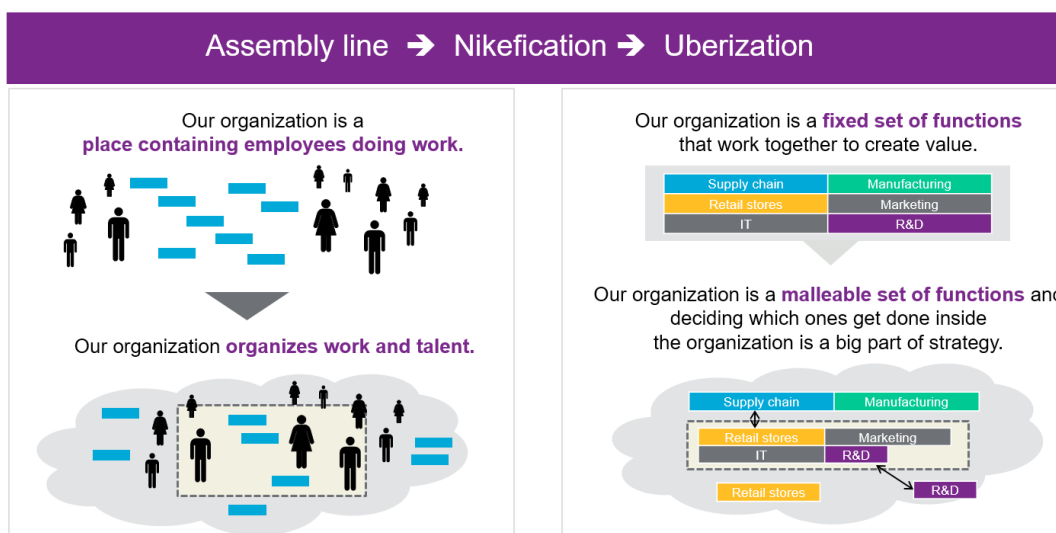 Assembly line ➔ Nikefication ➔ Uberization
Our organization is a
place containing employees doing work.
Our organization organizes work and talent.
Our organization is a fixed set of functions
that work together to create value.
Supply chain
Manufacturing
Retail stores
Marketing
IT
R&D
Our organization is a malleable set of functions and
deciding which ones get done inside
the organization is a big part of strategy.
Supply chain
Manufacturing
Retail stores
Marketing
IT
R&D
Retail stores
R&D